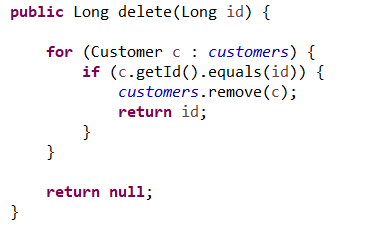 public Long delete(Long id) {
for (Customer c : customers) {
if (c.getId().equals(id)) {
customers.remove(c);
return id;
}
}
return null;
}